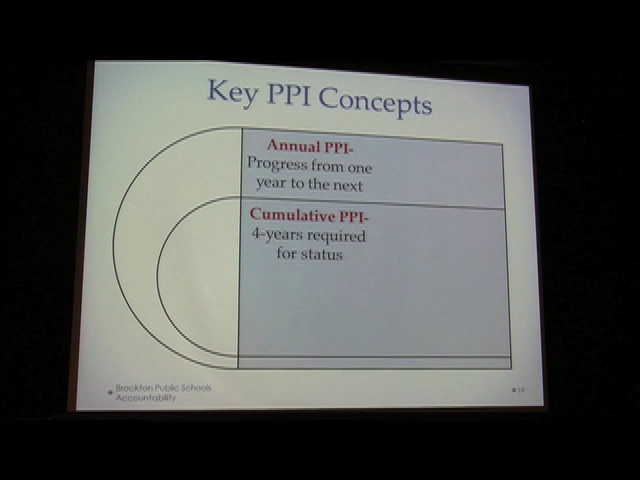 Key PPI Concepts
Annual PPI-
Progress from one
year to the next
Cumulative PPI-
4-years required
for status
Brockton Public Schools
Accountability